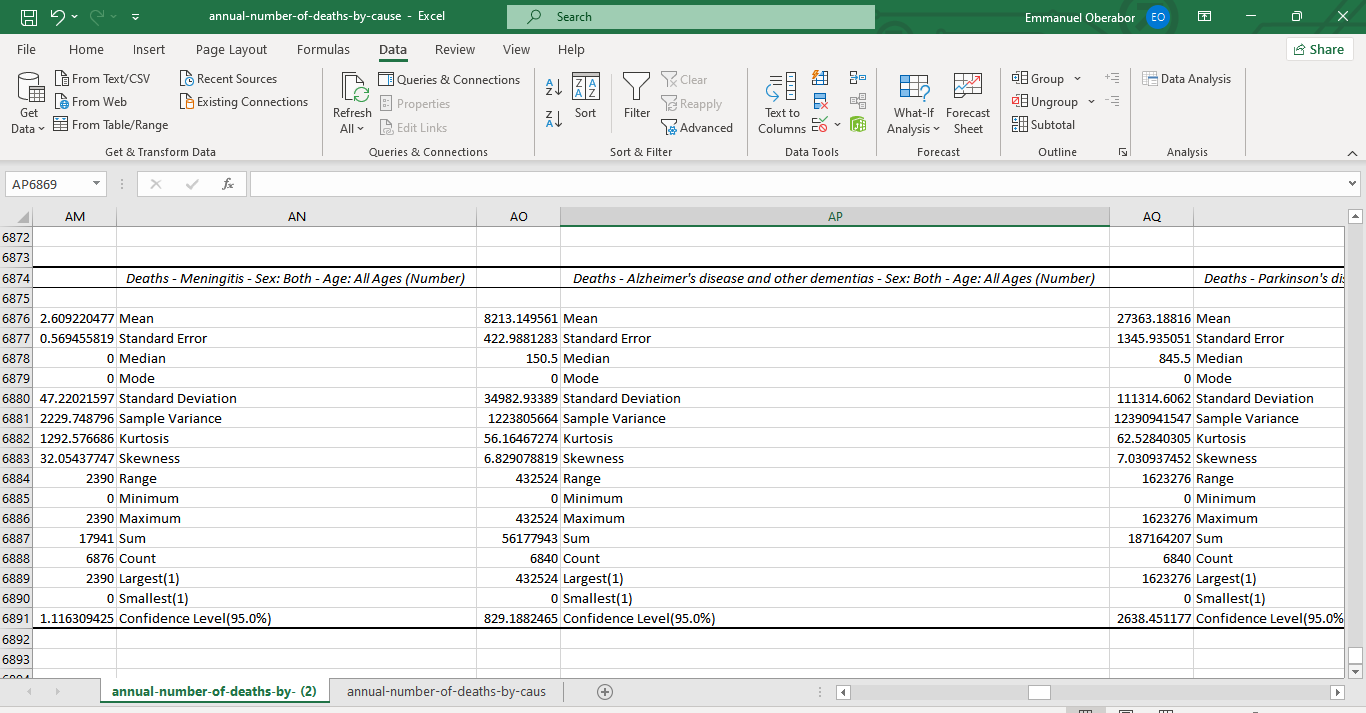 annual-number-of-deaths-by-cause - Excel
Search
Emmanuel Oberabor EO
File Home Insert Page Layout Formulas Data Review View Help
Share
Get Data
From Text/CSV
From Web
From Table/Range
Recent Sources
Existing Connections
Get & Transform Data
Refresh All
Queries & Connections
Properties
Edit Links
Queries & Connections
Sort
Filter
Clear
Reapply
Advanced
Sort & Filter
Text to Columns
Data Tools
What-If Analysis
Forecast Sheet
Forecast
Group
Ungroup
Subtotal
Outline
Data Analysis
Analysis
AP6869
fx
AM AN AO AP AQ
6872
6873
6874 Deaths - Meningitis - Sex: Both - Age: All Ages (Number) Deaths - Alzheimer's disease and other dementias - Sex: Both - Age: All Ages (Number) Deaths - Parkinson's dis
6875
6876 2.609220477 Mean 8213.149561 Mean 27363.18816 Mean
6877 0.569455819 Standard Error 422.9881283 Standard Error 1345.935051 Standard Error
6878 0 Median 150.5 Median 845.5 Median
6879 0 Mode 0 Mode 0 Mode
6880 47.22021597 Standard Deviation 34982.93389 Standard Deviation 111314.6062 Standard Deviation
6881 2229.748796 Sample Variance 1223805664 Sample Variance 12390941547 Sample Variance
6882 1292.576686 Kurtosis 56.16467274 Kurtosis 62.52840305 Kurtosis
6883 32.05437747 Skewness 6.829078819 Skewness 7.030937452 Skewness
6884 2390 Range 432524 Range 1623276 Range
6885 0 Minimum 0 Minimum 0 Minimum
6886 2390 Maximum 432524 Maximum 1623276 Maximum
6887 17941 Sum 56177943 Sum 187164207 Sum
6888 6876 Count 6840 Count 6840 Count
6889 2390 Largest(1) 432524 Largest(1) 1623276 Largest(1)
6890 0 Smallest(1) 0 Smallest(1) 0 Smallest(1)
6891 1.116309425 Confidence Level(95.0%) 829.1882465 Confidence Level(95.0%) 2638.451177 Confidence Level(95.0%
6892
6893
annual-number-of-deaths-by- (2) annual-number-of-deaths-by-caus